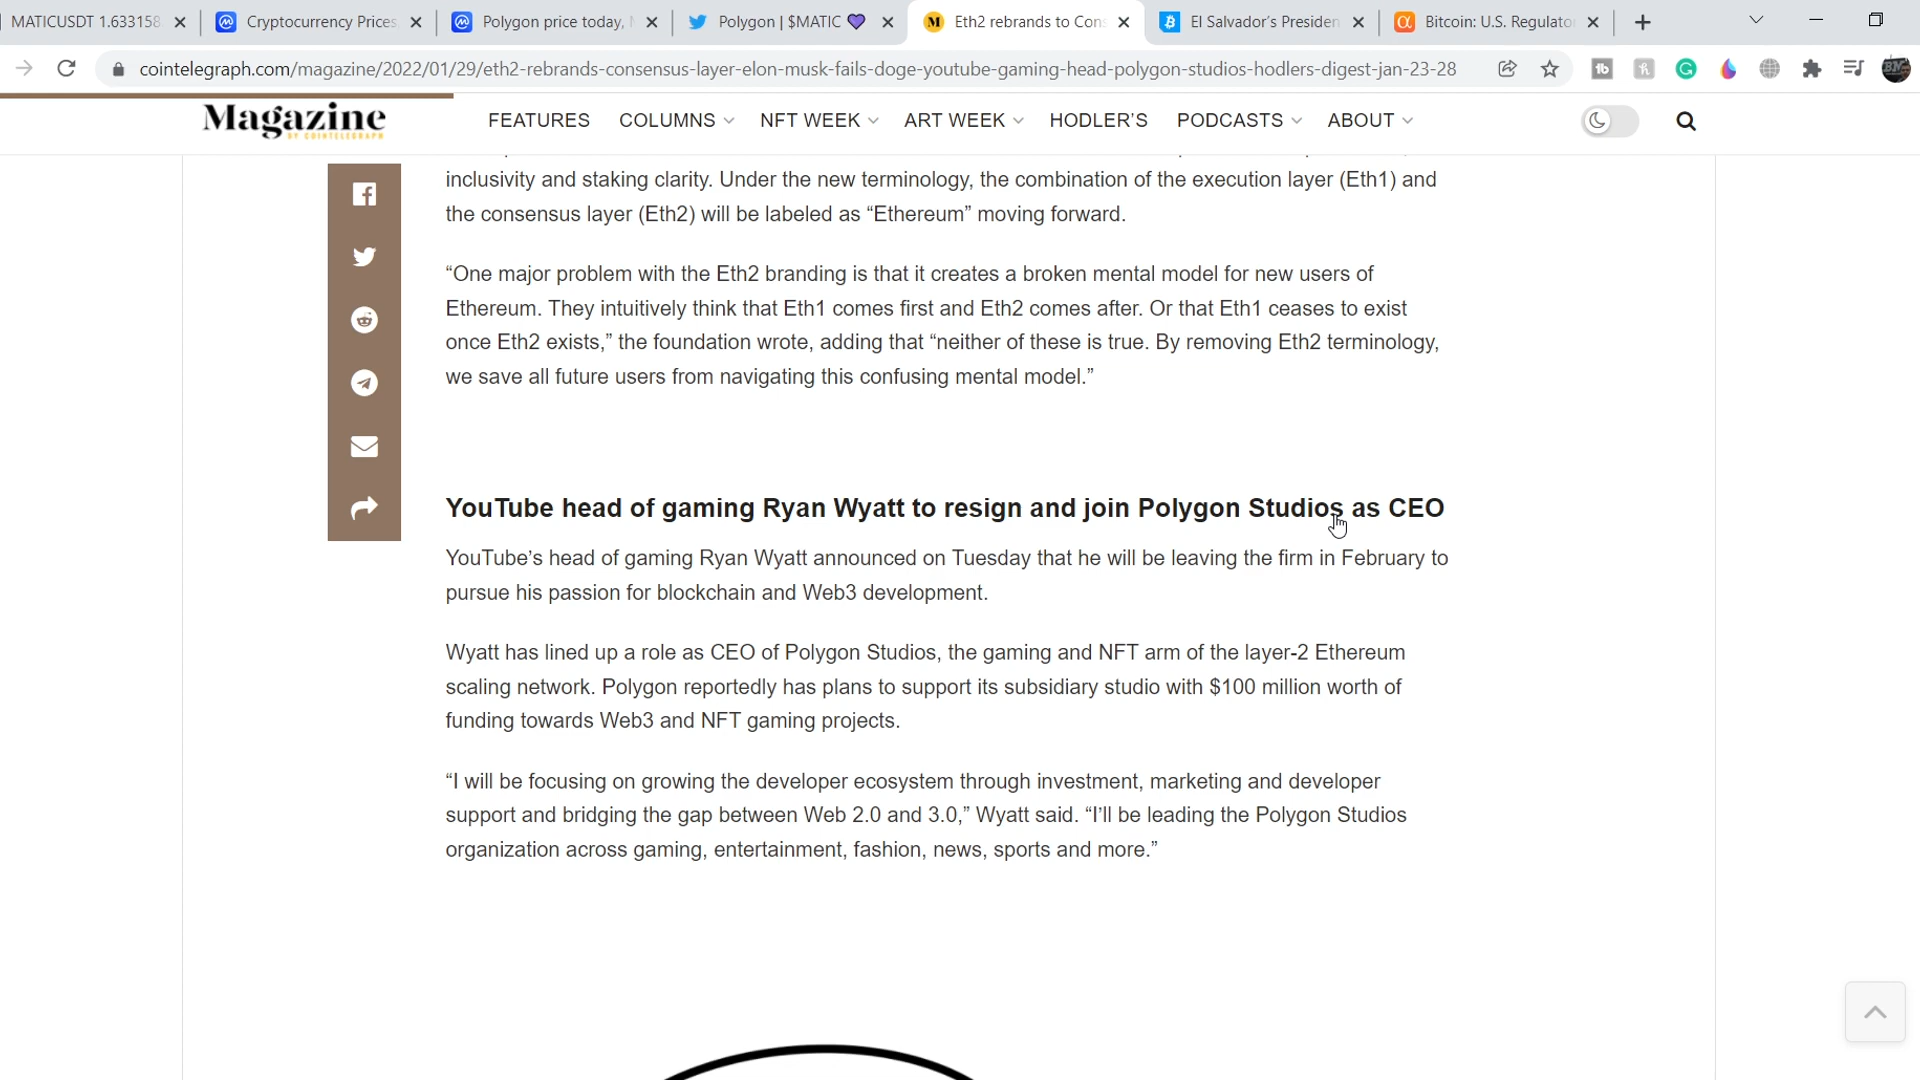 MATICUSDT 1.633158
Cryptocurrency Prices
Polygon price today,
Polygon | $MATIC 💜
Eth2 rebrands to Cons
El Salvador's Presiden
Bitcoin: U.S. Regulato
cointelegraph.com/magazine/2022/01/29/eth2-rebrands-consensus-layer-elon-musk-fails-doge-youtube-gaming-head-polygon-studios-hodlers-digest-jan-23-28
Magazine
BY COINTELEGRAPH
FEATURES COLUMNS NFT WEEK ART WEEK HODLER'S PODCASTS ABOUT
inclusivity and staking clarity. Under the new terminology, the combination of the execution layer (Eth1) and
the consensus layer (Eth2) will be labeled as “Ethereum” moving forward.
“One major problem with the Eth2 branding is that it creates a broken mental model for new users of
Ethereum. They intuitively think that Eth1 comes first and Eth2 comes after. Or that Eth1 ceases to exist
once Eth2 exists,” the foundation wrote, adding that “neither of these is true. By removing Eth2 terminology,
we save all future users from navigating this confusing mental model.”
YouTube head of gaming Ryan Wyatt to resign and join Polygon Studios as CEO
YouTube’s head of gaming Ryan Wyatt announced on Tuesday that he will be leaving the firm in February to
pursue his passion for blockchain and Web3 development.
Wyatt has lined up a role as CEO of Polygon Studios, the gaming and NFT arm of the layer-2 Ethereum
scaling network. Polygon reportedly has plans to support its subsidiary studio with $100 million worth of
funding towards Web3 and NFT gaming projects.
“I will be focusing on growing the developer ecosystem through investment, marketing and developer
support and bridging the gap between Web 2.0 and 3.0,” Wyatt said. “I’ll be leading the Polygon Studios
organization across gaming, entertainment, fashion, news, sports and more.”